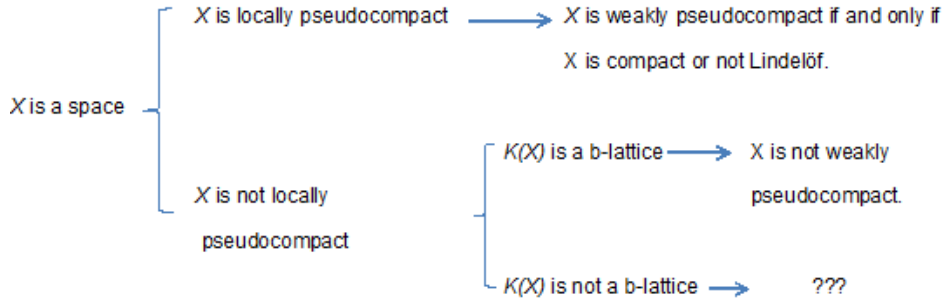 X is locally pseudocompact
X is weakly pseudocompact if and only if
X is compact or not Lindelöf.
X is a space
K(X) is a b-lattice
X is not weakly
pseudocompact.
X is not locally
pseudocompact
K(X) is not a b-lattice
???